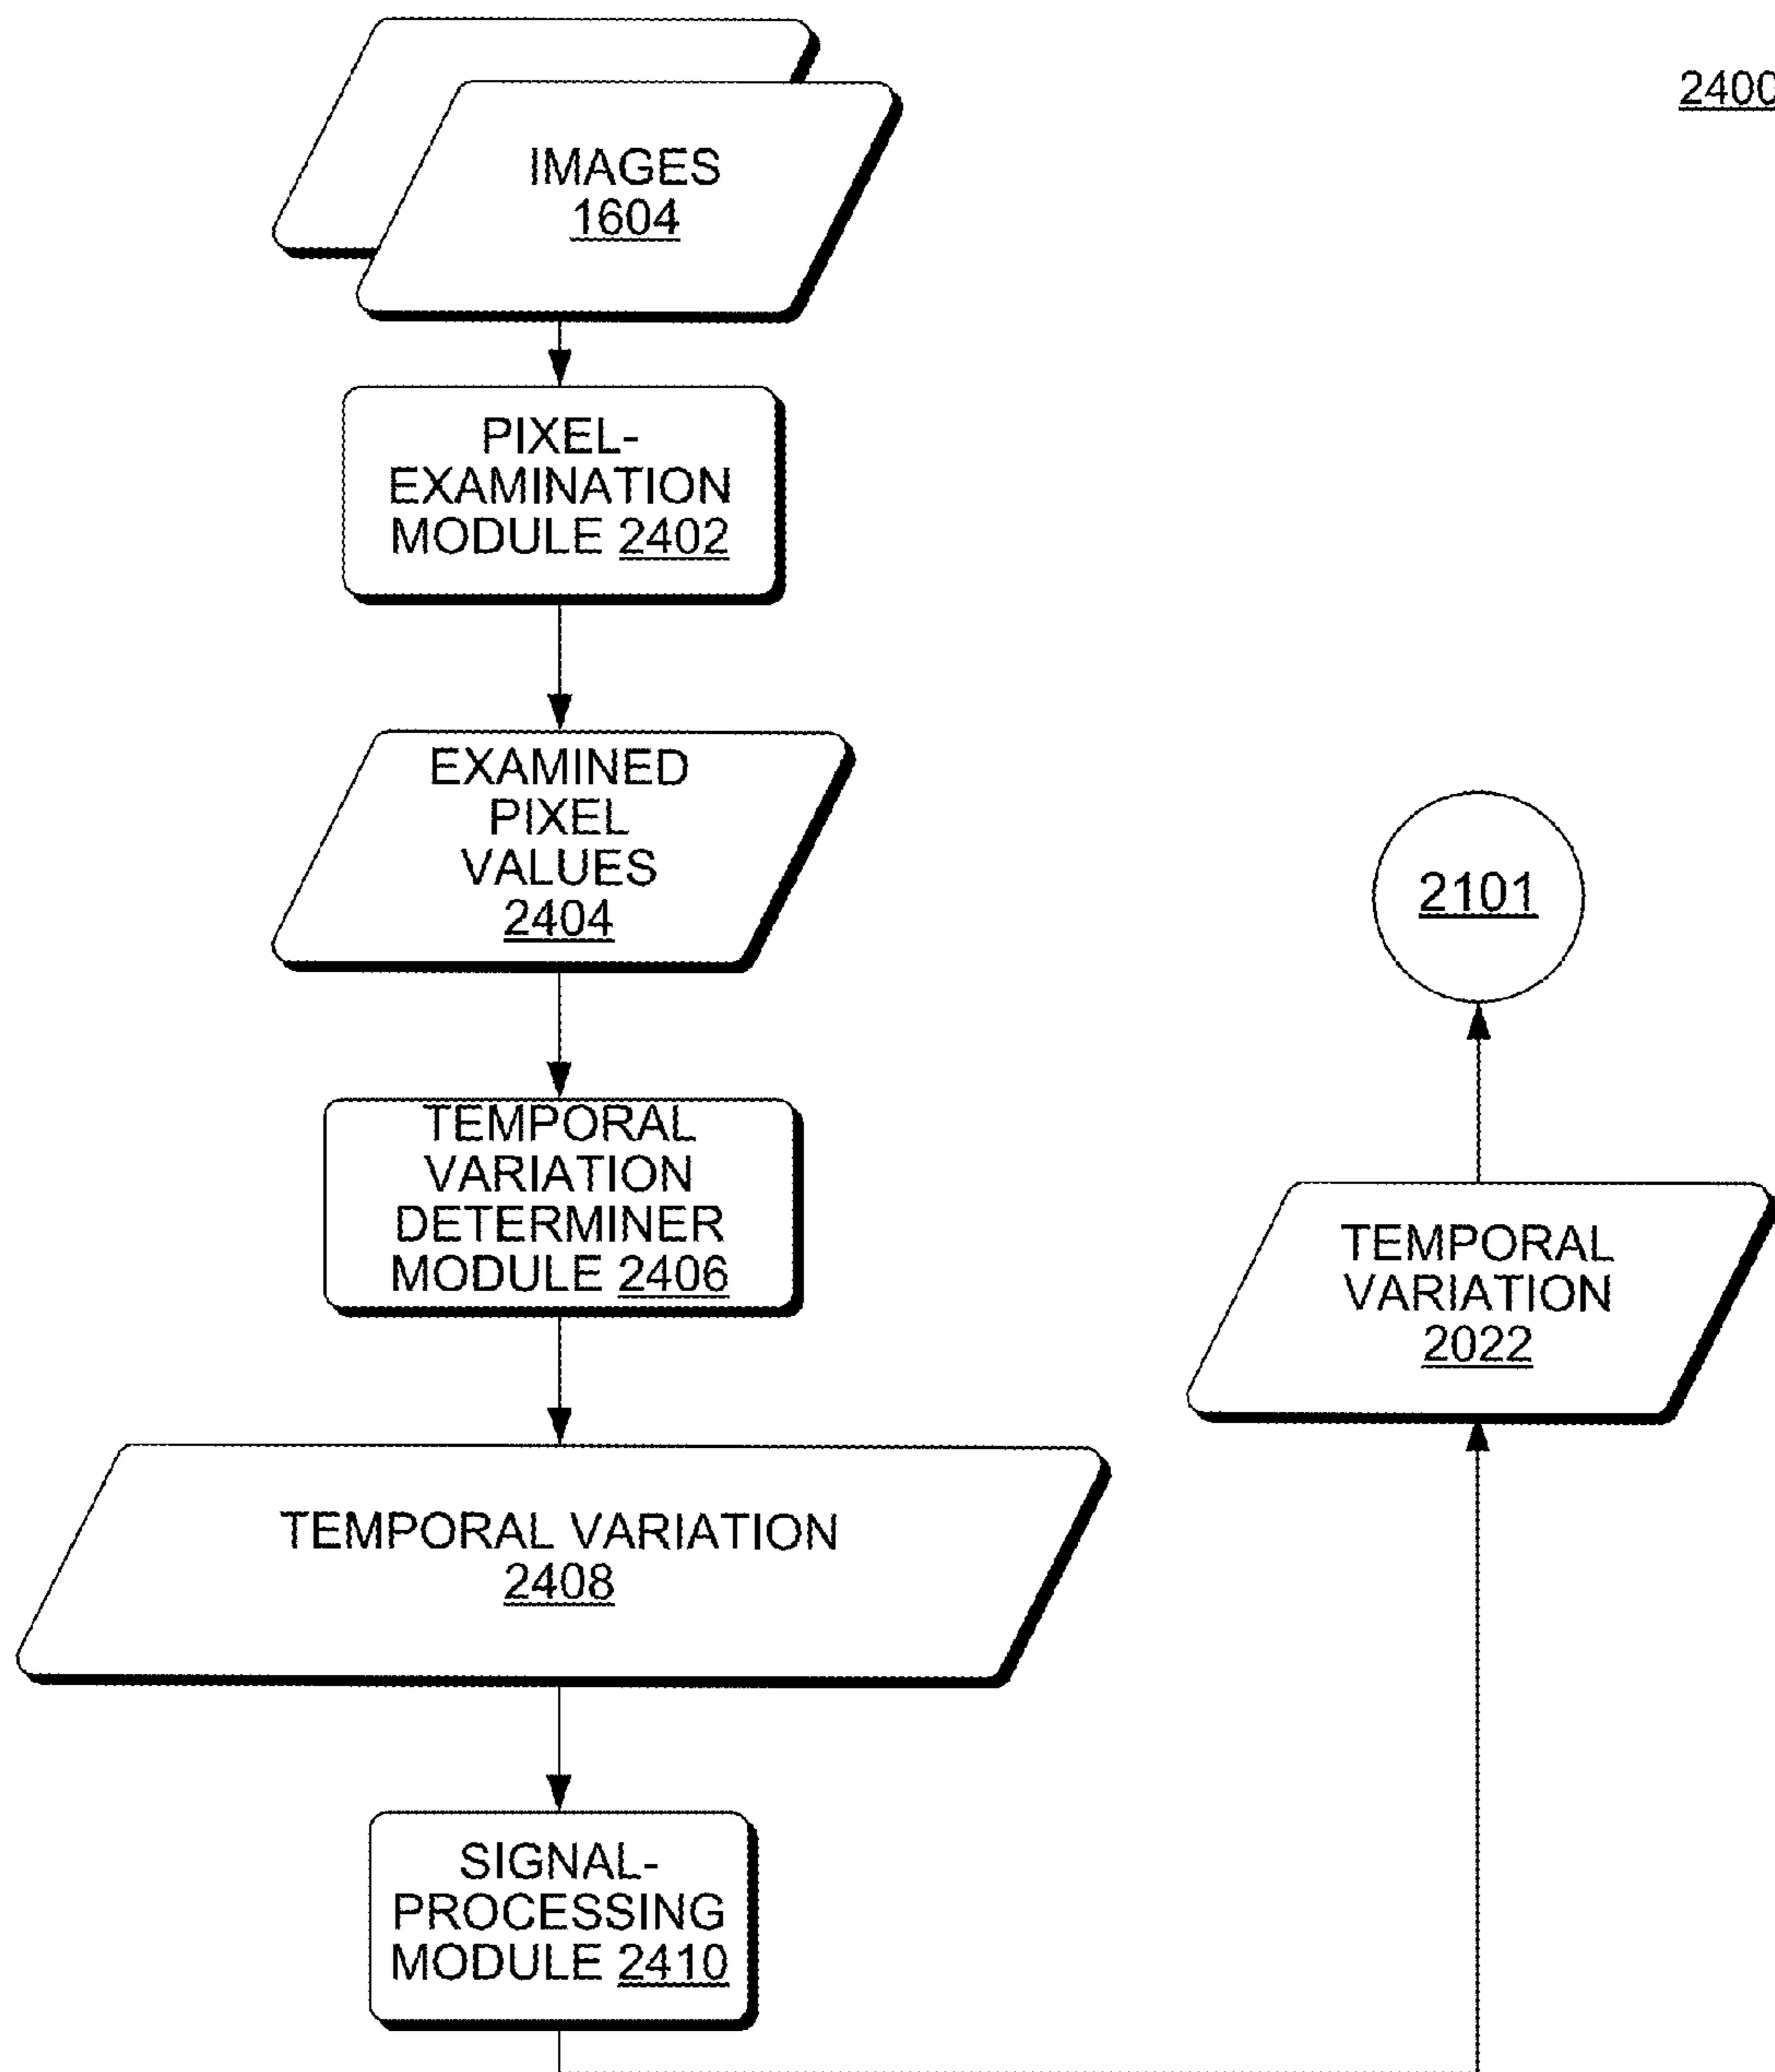 2400
IMAGES
1604
PIXEL-
EXAMINATION
MODULE 2402
EXAMINED
PIXEL
VALUES
2404
TEMPORAL
VARIATION
DETERMINER
MODULE 2406
TEMPORAL VARIATION
2408
SIGNAL-
PROCESSING
MODULE 2410
TEMPORAL
VARIATION
2022
2101